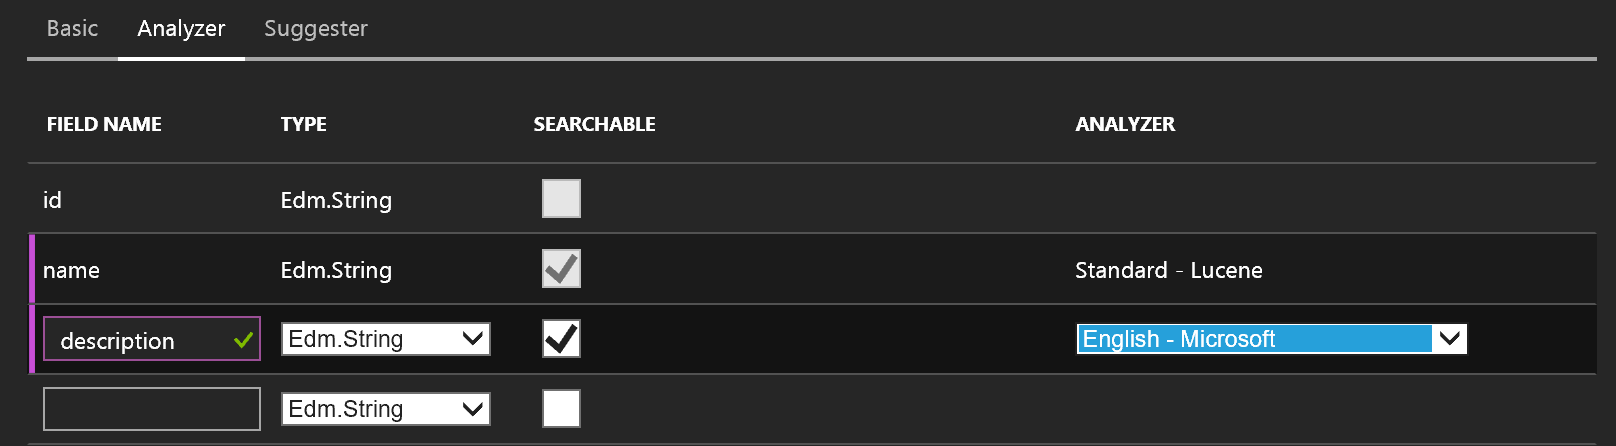 Basic Analyzer Suggester
FIELD NAME TYPE SEARCHABLE ANALYZER
id Edm.String
name Edm.String Standard - Lucene
description Edm.String English - Microsoft
Edm.String